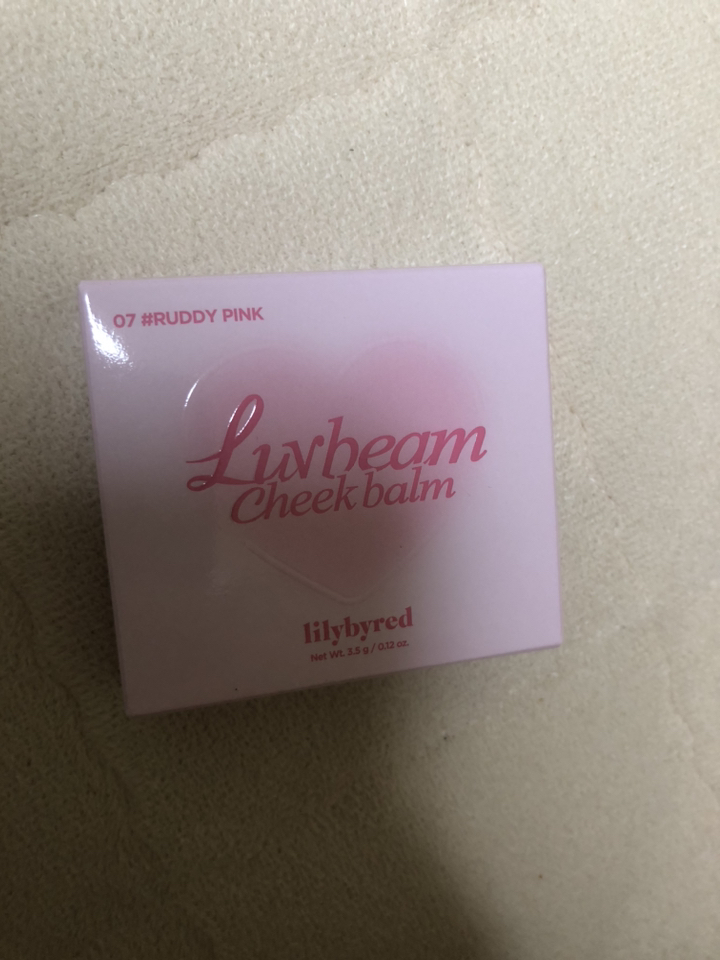 07 #RUDDY PINK
Luvbeam
Cheek balm
lilybyred
Net Wt. 3.5 g / 0.12 oz.